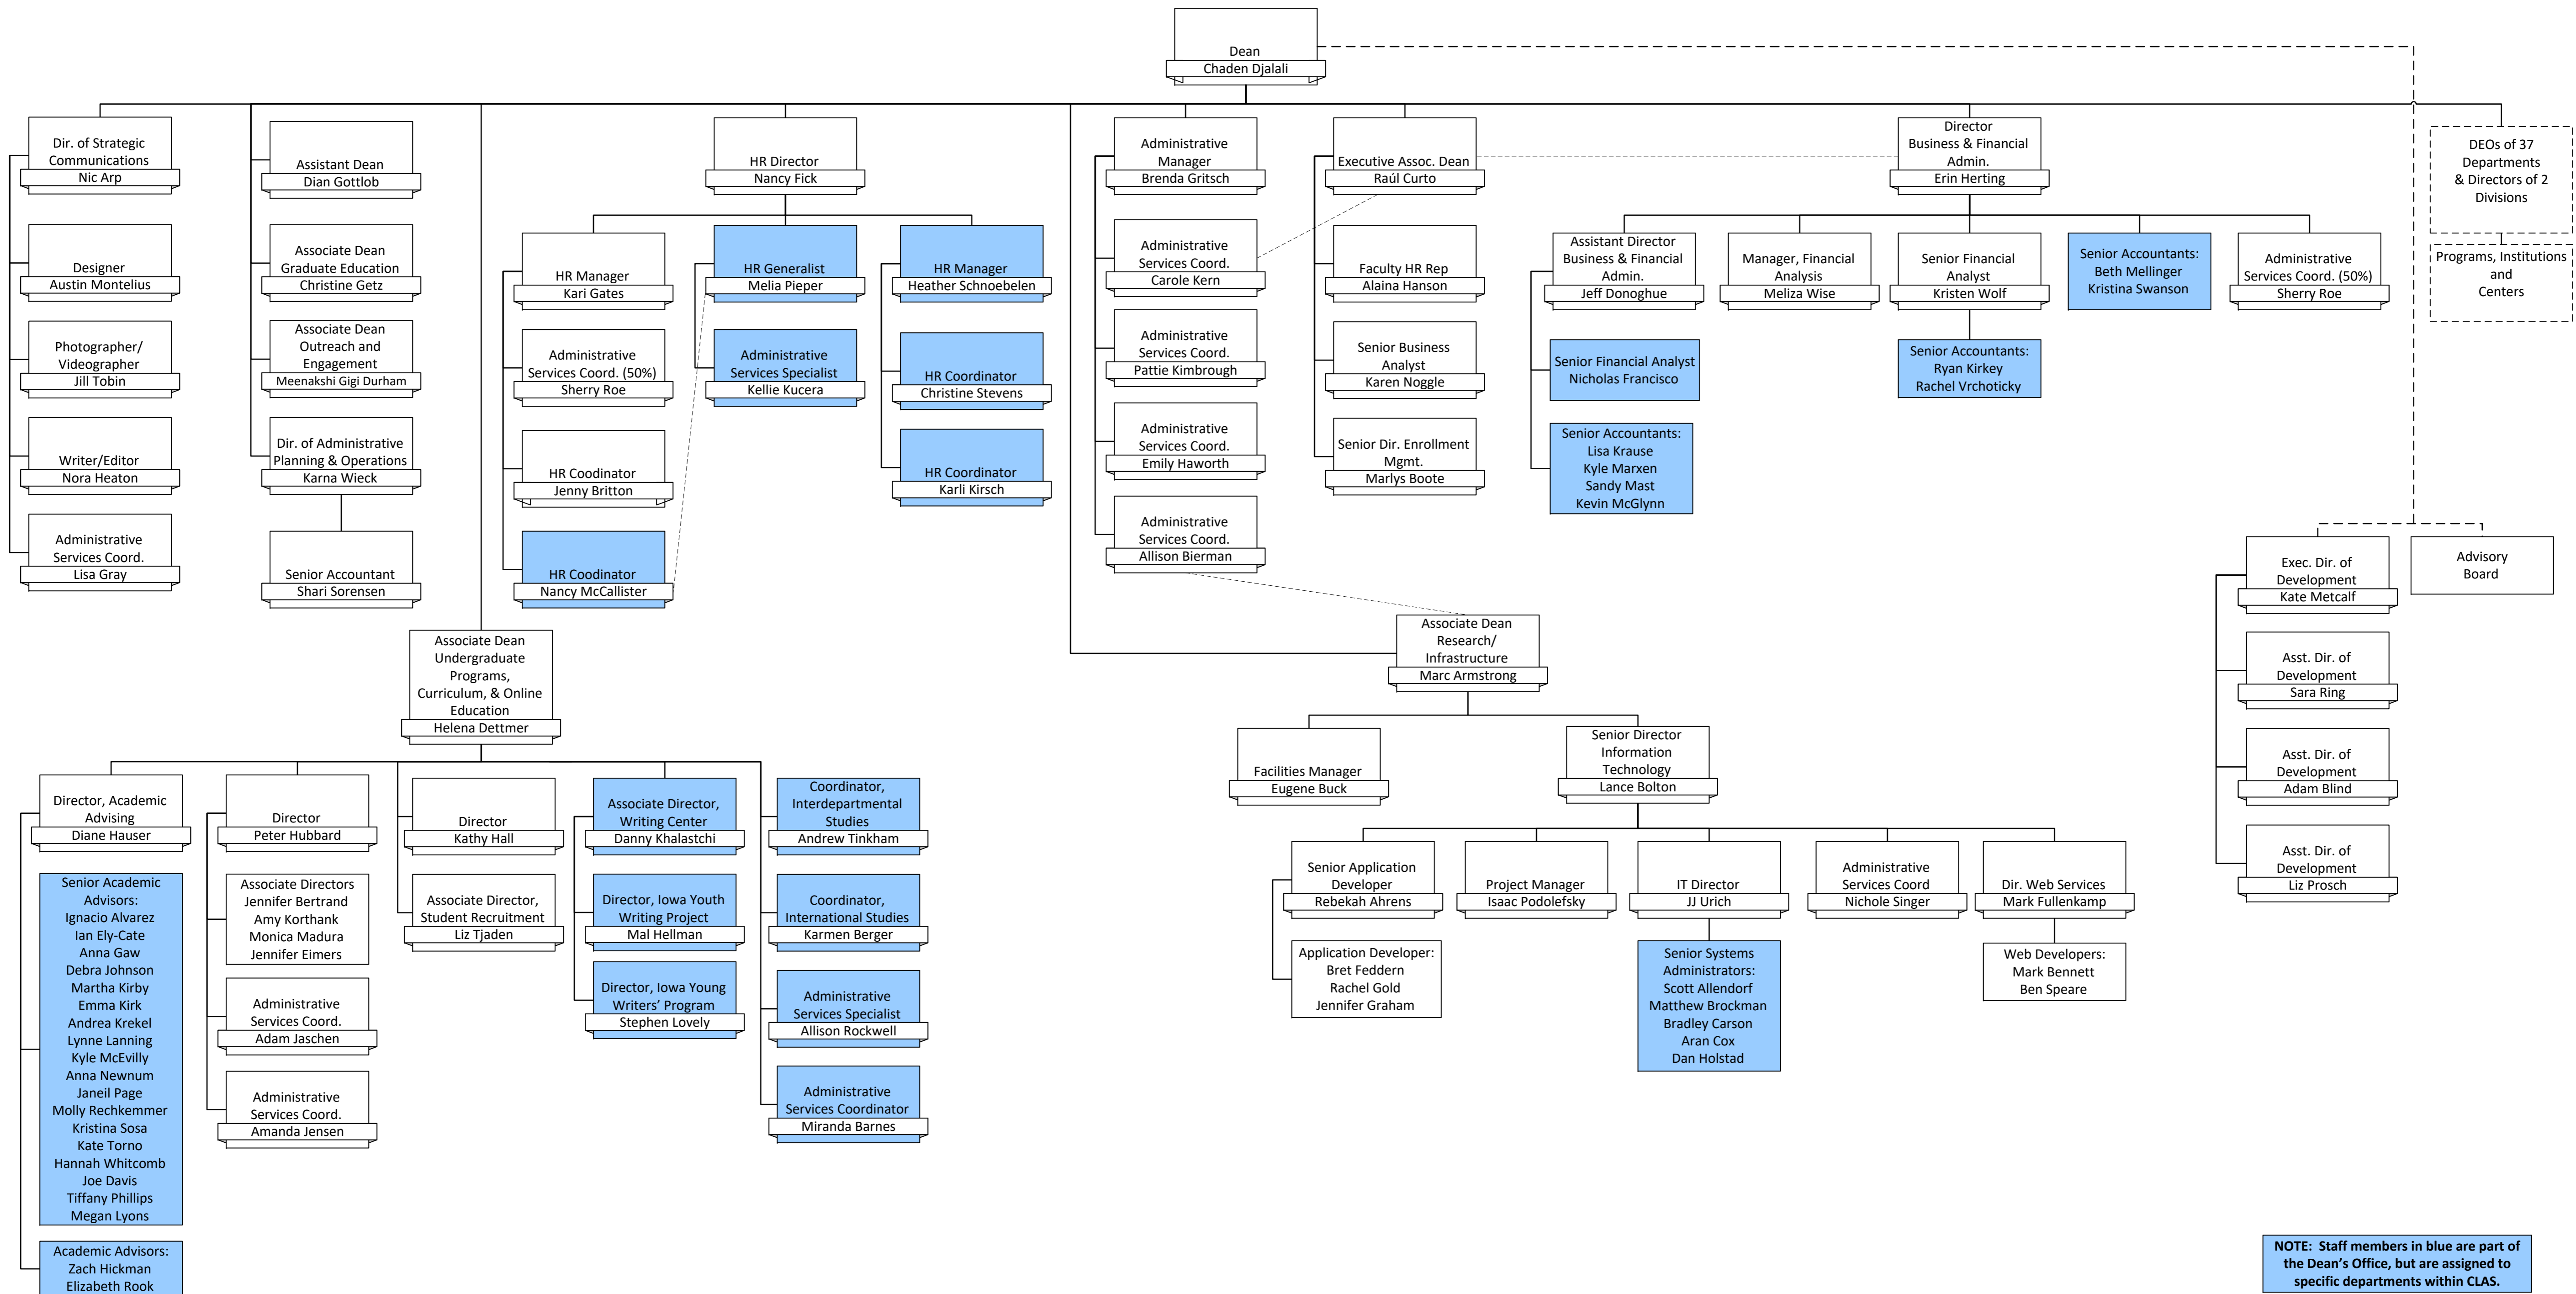 Dean
Chaden Djalali
Dir. of Strategic
Communications
Nic Arp
Designer
Austin Montelius
Photographer/
Videographer
Jill Tobin
Writer/Editor
Nora Heaton
Administrative
Services Coord.
Lisa Gray
Assistant Dean
Dian Gottlob
Associate Dean
Graduate Education
Christine Getz
Associate Dean
Outreach and
Engagement
Meenakshi Gigi Durham
Dir. of Administrative
Planning & Operations
Karna Wieck
Senior Accountant
Shari Sorensen
HR Director
Nancy Fick
HR Manager
Kari Gates
Administrative
Services Coord. (50%)
Sherry Roe
HR Coodinator
Jenny Britton
HR Coodinator
Nancy McCallister
HR Generalist
Melia Pieper
Administrative
Services Specialist
Kellie Kucera
HR Manager
Heather Schnoebelen
HR Coordinator
Christine Stevens
HR Coordinator
Karli Kirsch
Administrative
Manager
Brenda Gritsch
Administrative
Services Coord.
Carole Kern
Administrative
Services Coord.
Pattie Kimbrough
Administrative
Services Coord.
Emily Haworth
Administrative
Services Coord.
Allison Bierman
Executive Assoc. Dean
Raúl Curto
Faculty HR Rep
Alaina Hanson
Senior Business
Analyst
Karen Noggle
Senior Dir. Enrollment
Mgmt.
Marlys Boote
Director
Business & Financial
Admin.
Erin Herting
Assistant Director
Business & Financial
Admin.
Jeff Donoghue
Senior Financial Analyst
Nicholas Francisco
Senior Accountants:
Lisa Krause
Kyle Marxen
Sandy Mast
Kevin McGlynn
Manager, Financial
Analysis
Meliza Wise
Senior Financial
Analyst
Kristen Wolf
Senior Accountants:
Ryan Kirkey
Rachel Vrchoticky
Senior Accountants:
Beth Mellinger
Kristina Swanson
Administrative
Services Coord. (50%)
Sherry Roe
DEOs of 37
Departments
& Directors of 2
Divisions
Programs, Institutions
and
Centers
Exec. Dir. of
Development
Kate Metcalf
Asst. Dir. of
Development
Sara Ring
Asst. Dir. of
Development
Adam Blind
Asst. Dir. of
Development
Liz Prosch
Advisory
Board
Associate Dean
Undergraduate
Programs,
Curriculum, & Online
Education
Helena Dettmer
Director, Academic
Advising
Diane Hauser
Senior Academic
Advisors:
Ignacio Alvarez
Ian Ely-Cate
Anna Gaw
Debra Johnson
Martha Kirby
Emma Kirk
Andrea Krekel
Lynne Lanning
Kyle McEvilly
Anna Newnum
Janeil Page
Molly Rechkemmer
Kristina Sosa
Kate Torno
Hannah Whitcomb
Joe Davis
Tiffany Phillips
Megan Lyons
Academic Advisors:
Zach Hickman
Elizabeth Rook
Director
Peter Hubbard
Associate Directors
Jennifer Bertrand
Amy Korthank
Monica Madura
Jennifer Eimers
Administrative
Services Coord.
Adam Jaschen
Administrative
Services Coord.
Amanda Jensen
Director
Kathy Hall
Associate Director,
Student Recruitment
Liz Tjaden
Associate Director,
Writing Center
Danny Khalastchi
Director, Iowa Youth
Writing Project
Mal Hellman
Director, Iowa Young
Writers’ Program
Stephen Lovely
Coordinator,
Interdepartmental
Studies
Andrew Tinkham
Coordinator,
International Studies
Karmen Berger
Administrative
Services Specialist
Allison Rockwell
Administrative
Services Coordinator
Miranda Barnes
Associate Dean
Research/
Infrastructure
Marc Armstrong
Facilities Manager
Eugene Buck
Senior Director
Information
Technology
Lance Bolton
Senior Application
Developer
Rebekah Ahrens
Application Developer:
Bret Feddern
Rachel Gold
Jennifer Graham
Project Manager
Isaac Podolefsky
IT Director
JJ Urich
Senior Systems
Administrators:
Scott Allendorf
Matthew Brockman
Bradley Carson
Aran Cox
Dan Holstad
Administrative
Services Coord
Nichole Singer
Dir. Web Services
Mark Fullenkamp
Web Developers:
Mark Bennett
Ben Speare
NOTE: Staff members in blue are part of
the Dean’s Office, but are assigned to
specific departments within CLAS.